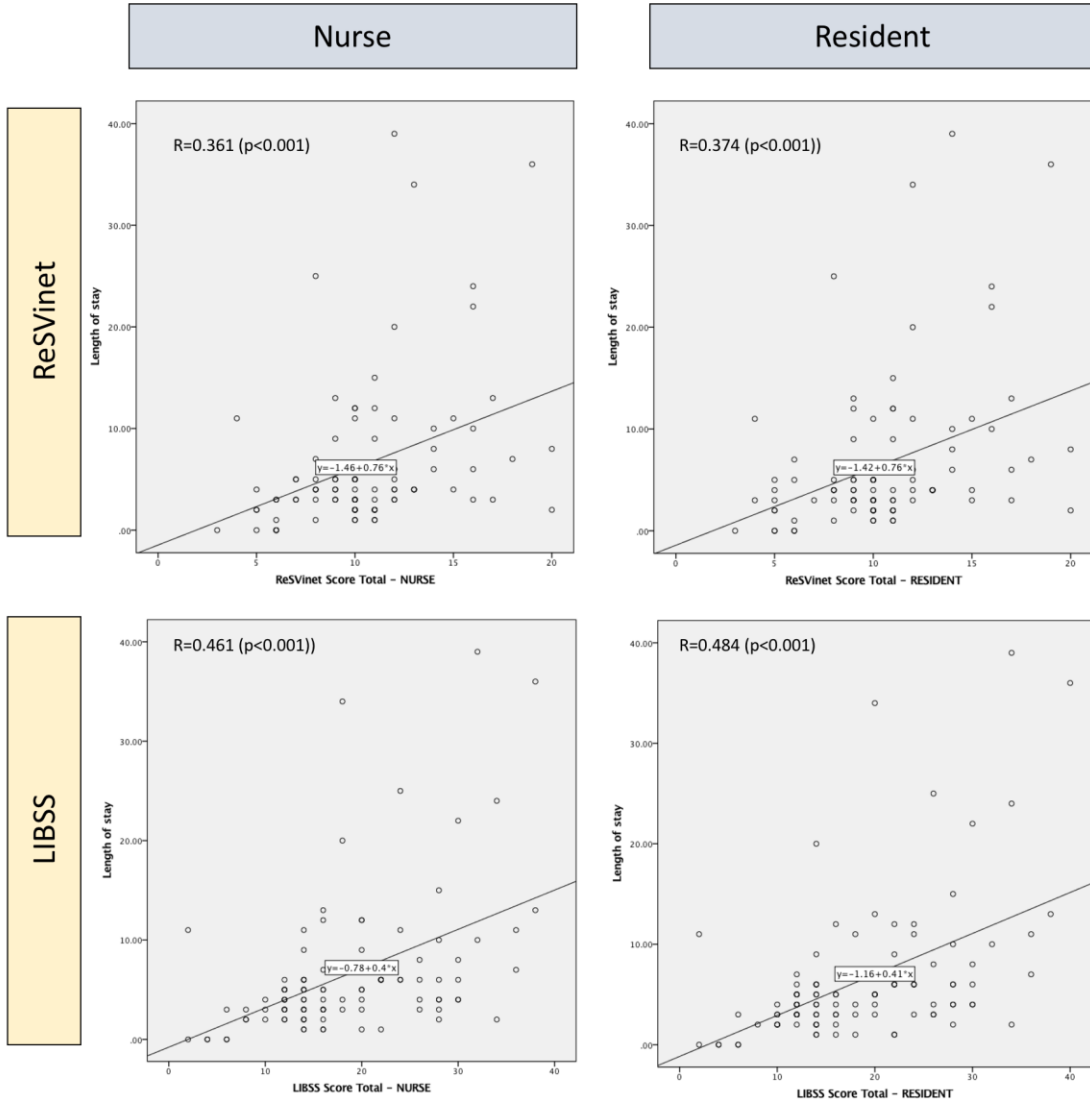 Nurse
Resident
ReSVinet
R=0.361 (p<0.001)
40.00
30.00
20.00
10.00
.00
Length of stay
y=-1.46+0.76*x
0 5 10 15 20
ReSVinet Score Total - NURSE
R=0.374 (p<0.001))
40.00
30.00
20.00
10.00
.00
Length of stay
y=-1.42+0.76*x
0 5 10 15 20
ReSVinet Score Total - RESIDENT
LIBSS
R=0.461 (p<0.001))
40.00
30.00
20.00
10.00
.00
Length of stay
y=-0.78+0.4*x
0 10 20 30 40
LIBSS Score Total - NURSE
R=0.484 (p<0.001)
40.00
30.00
20.00
10.00
.00
Length of stay
y=-1.16+0.41*x
0 10 20 30 40
LIBSS Score Total - RESIDENT